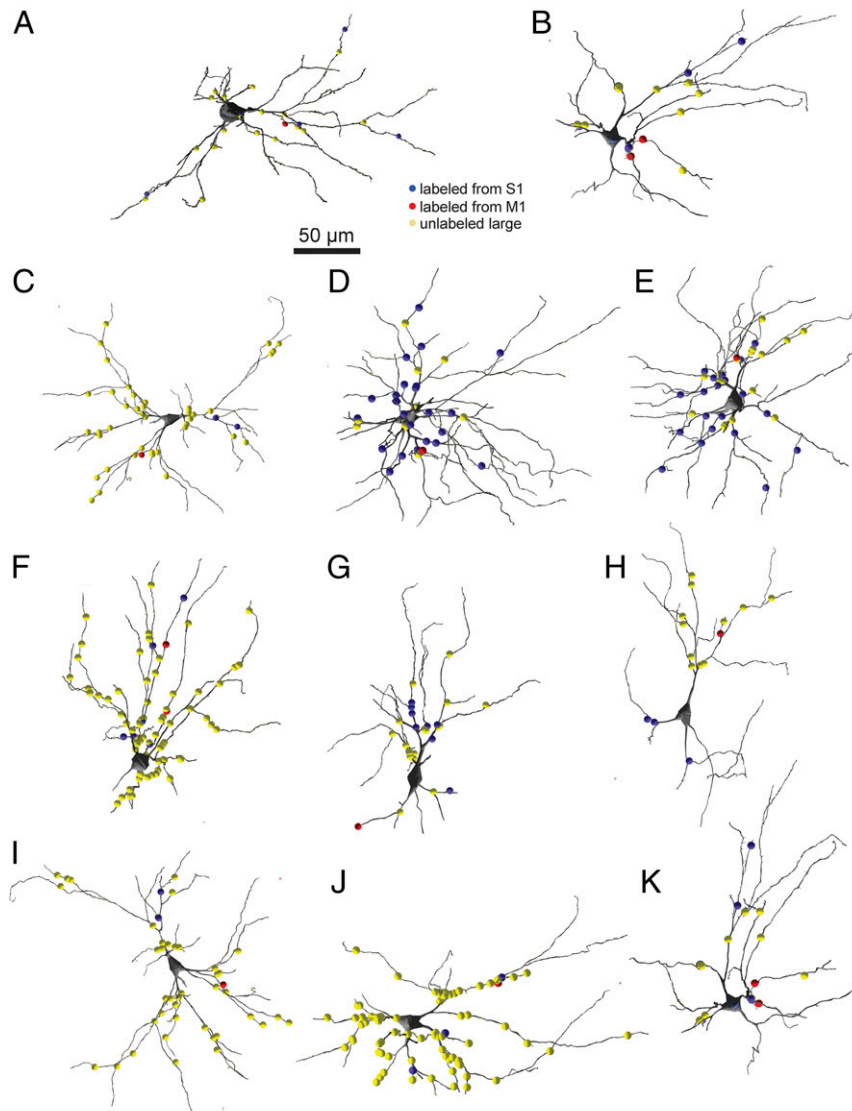 A
B
labeled from S1
labeled from M1
unlabeled large
50 µm
C
D
E
F
G
H
I
J
K